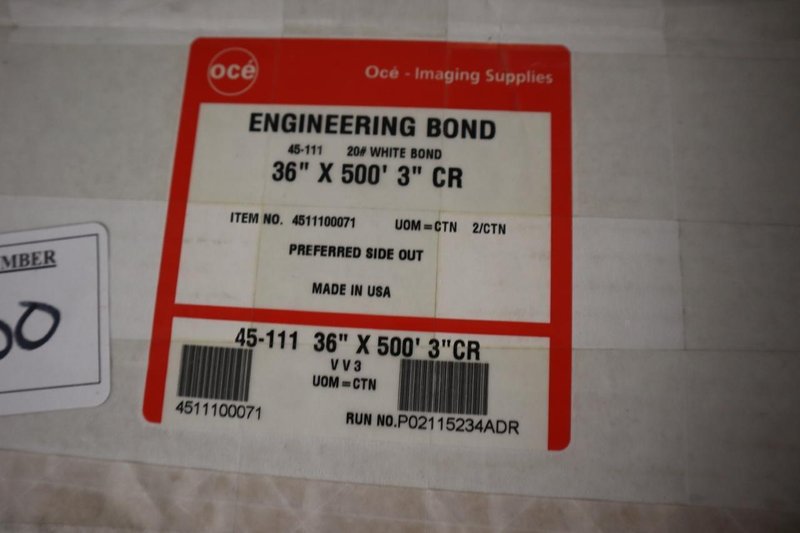 océ
Océ - Imaging Supplies
ENGINEERING BOND
45-111 20# WHITE BOND
36" X 500' 3" CR
ITEM NO. 4511100071 UOM=CTN 2/CTN
PREFERRED SIDE OUT
MADE IN USA
45-111 36" X 500' 3"CR
V V 3
UOM=CTN
4511100071
RUN NO.P02115234ADR